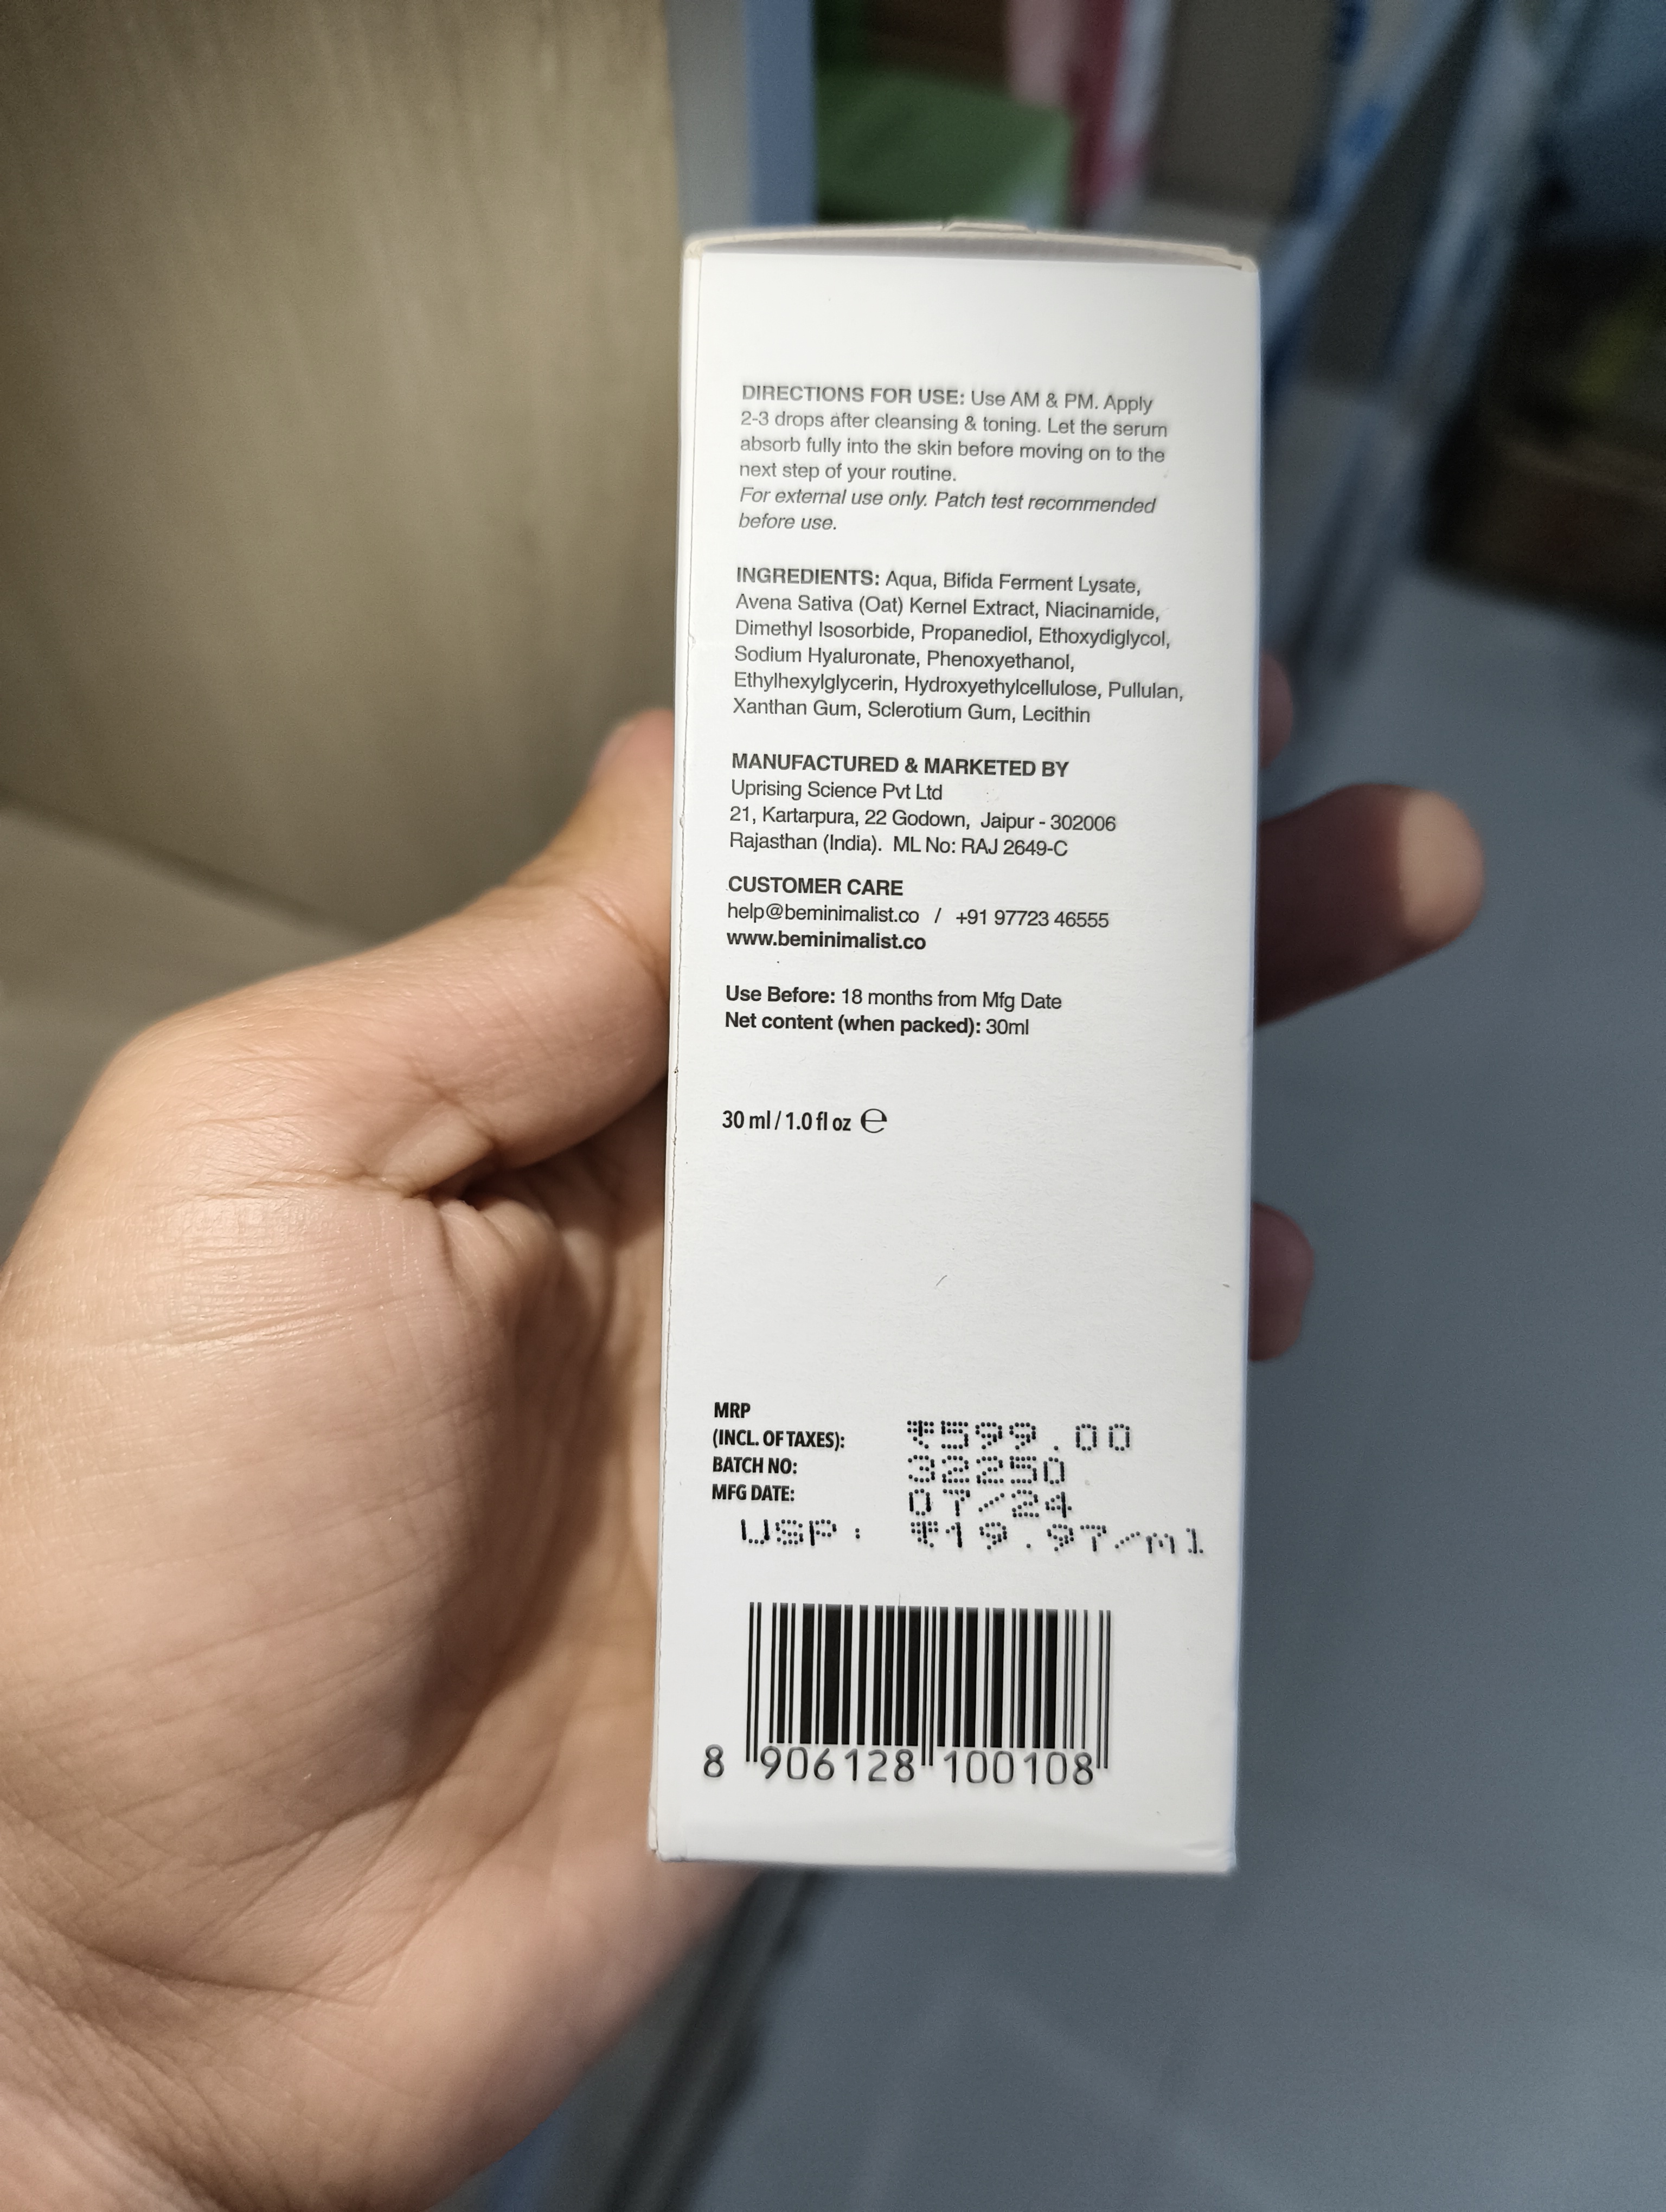 DIRECTIONS FOR USE: Use AM & PM. Apply
2-3 drops after cleansing & toning. Let the serum
absorb fully into the skin before moving on to the
next step of your routine.
For external use only. Patch test recommended
before use.
INGREDIENTS: Aqua, Bifida Ferment Lysate,
Avena Sativa (Oat) Kernel Extract, Niacinamide,
Dimethyl Isosorbide, Propanediol, Ethoxydiglycol,
Sodium Hyaluronate, Phenoxyethanol,
Ethylhexylglycerin, Hydroxyethylcellulose, Pullulan,
Xanthan Gum, Sclerotium Gum, Lecithin
MANUFACTURED & MARKETED BY
Uprising Science Pvt Ltd
21, Kartarpura, 22 Godown, Jaipur - 302006
Rajasthan (India). ML No: RAJ 2649-C
CUSTOMER CARE
help@beminimalist.co / +91 97723 46555
www.beminimalist.co
Use Before: 18 months from Mfg Date
Net content (when packed): 30ml
30 ml / 1.0 fl oz ℮
MRP
(INCL. OF TAXES): ₹599.00
BATCH NO: 32250
MFG DATE: 07/24
USP: ₹19.97/ml
8 906128 100108